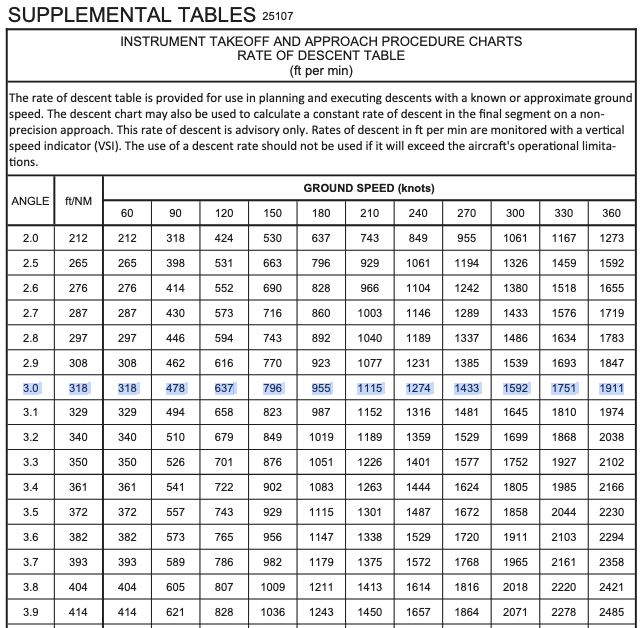 SUPPLEMENTAL TABLES 25107
INSTRUMENT TAKEOFF AND APPROACH PROCEDURE CHARTS
RATE OF DESCENT TABLE
(ft per min)
The rate of descent table is provided for use in planning and executing descents with a known or approximate ground
speed. The descent chart may also be used to calculate a constant rate of descent in the final segment on a non-
precision approach. This rate of descent is advisory only. Rates of descent in ft per min are monitored with a vertical
speed indicator (VSI). The use of a descent rate should not be used if it will exceed the aircraft's operational limita-
tions.
ANGLE ft/NM GROUND SPEED (knots)
60 90 120 150 180 210 240 270 300 330 360
2.0 212 212 318 424 530 637 743 849 955 1061 1167 1273
2.5 265 265 398 531 663 796 929 1061 1194 1326 1459 1592
2.6 276 276 414 552 690 828 966 1104 1242 1380 1518 1655
2.7 287 287 430 573 716 860 1003 1146 1289 1433 1576 1719
2.8 297 297 446 594 743 892 1040 1189 1337 1486 1634 1783
2.9 308 308 462 616 770 923 1077 1231 1385 1539 1693 1847
3.0 318 318 478 637 796 955 1115 1274 1433 1592 1751 1911
3.1 329 329 494 658 823 987 1152 1316 1481 1645 1810 1974
3.2 340 340 510 679 849 1019 1189 1359 1529 1699 1868 2038
3.3 350 350 526 701 876 1051 1226 1401 1577 1752 1927 2102
3.4 361 361 541 722 902 1083 1263 1444 1624 1805 1985 2166
3.5 372 372 557 743 929 1115 1301 1487 1672 1858 2044 2230
3.6 382 382 573 765 956 1147 1338 1529 1720 1911 2103 2294
3.7 393 393 589 786 982 1179 1375 1572 1768 1965 2161 2358
3.8 404 404 605 807 1009 1211 1413 1614 1816 2018 2220 2421
3.9 414 414 621 828 1036 1243 1450 1657 1864 2071 2278 2485